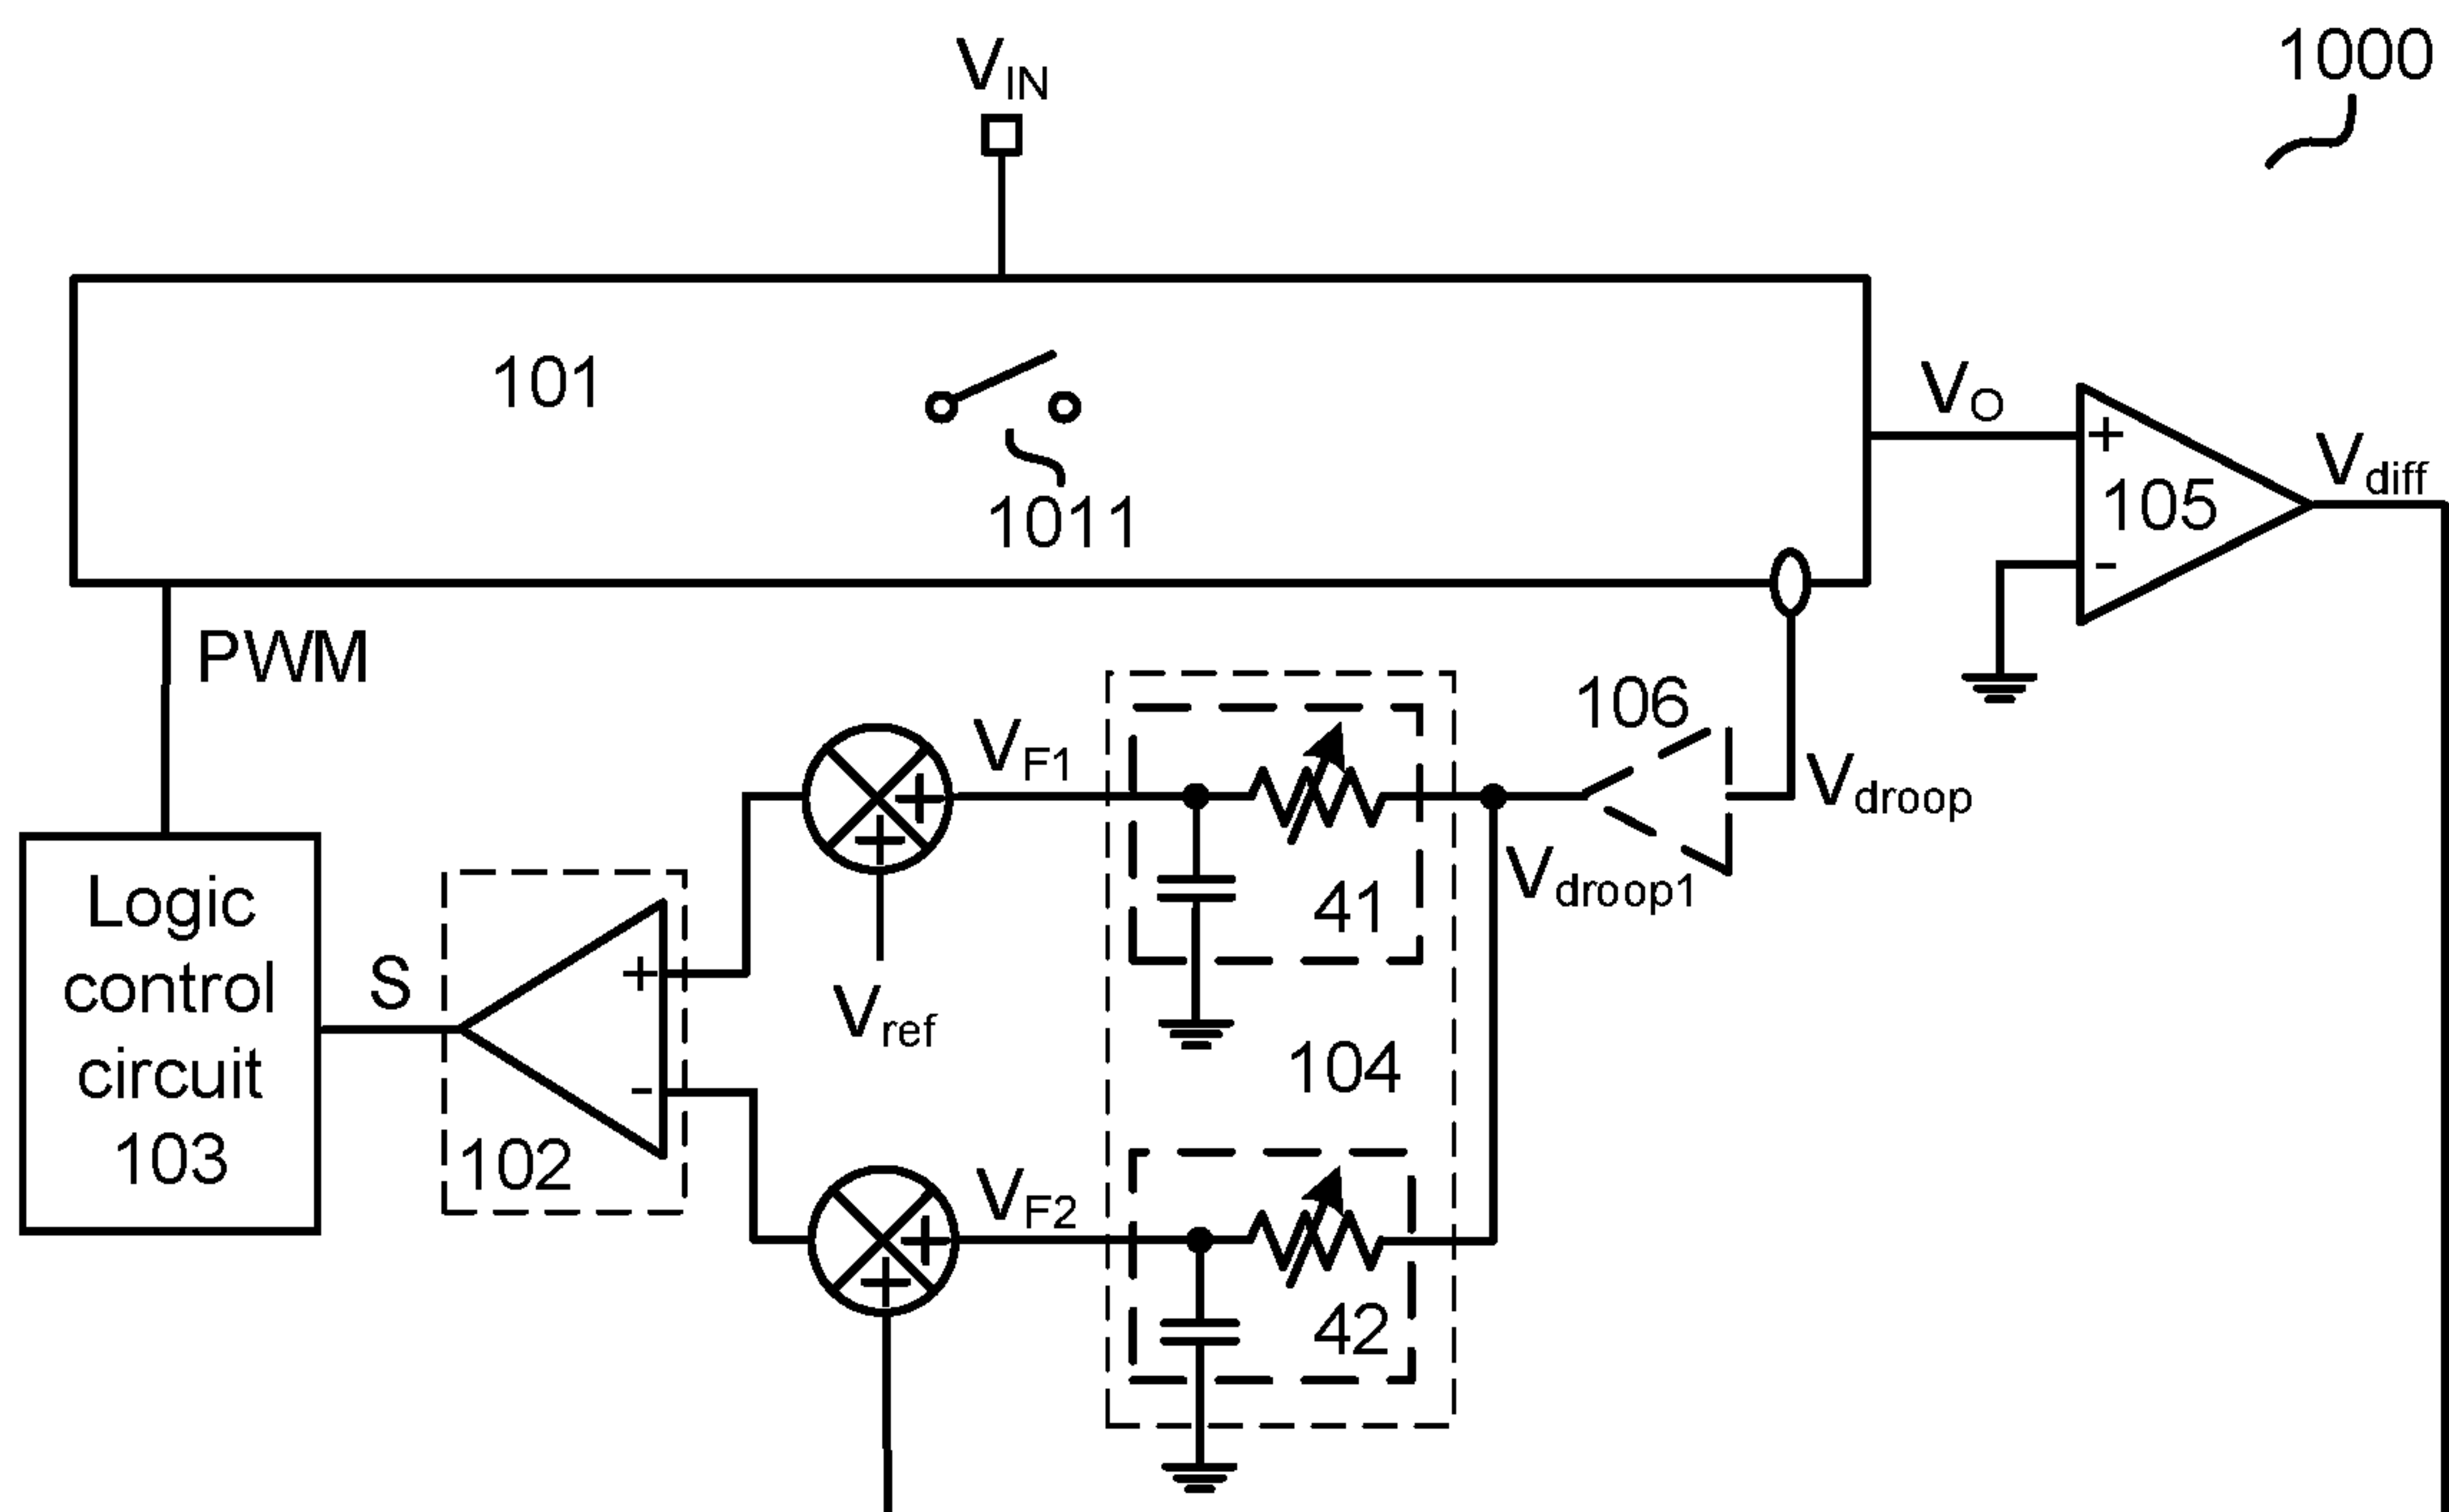 1000
VIN
101
1011
VO
+
105
-
Vdiff
PWM
106
VF1
+
+
Vdroop
Vdroop1
41
Logic
control
circuit
103
S
+
-
102
Vref
104
VF2
+
+
42